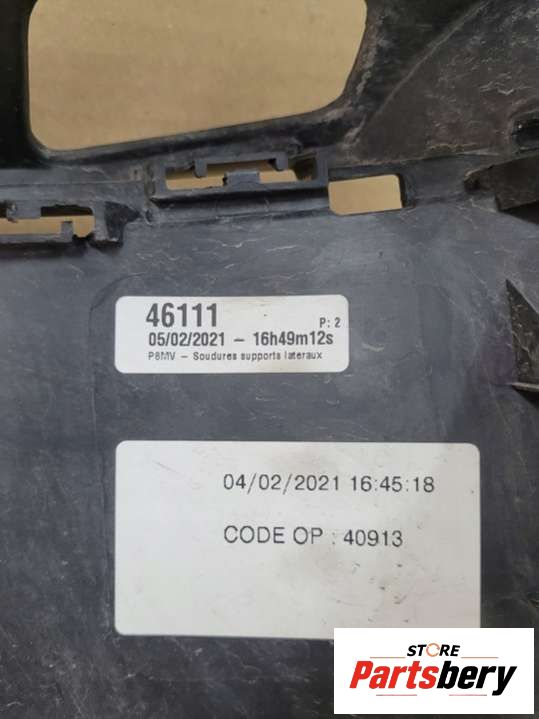 46111 P: 2
05/02/2021 – 16h49m12s
P8MV – Soudures supports lateraux
04/02/2021 16:45:18
CODE OP : 40913
STORE
Partsbery